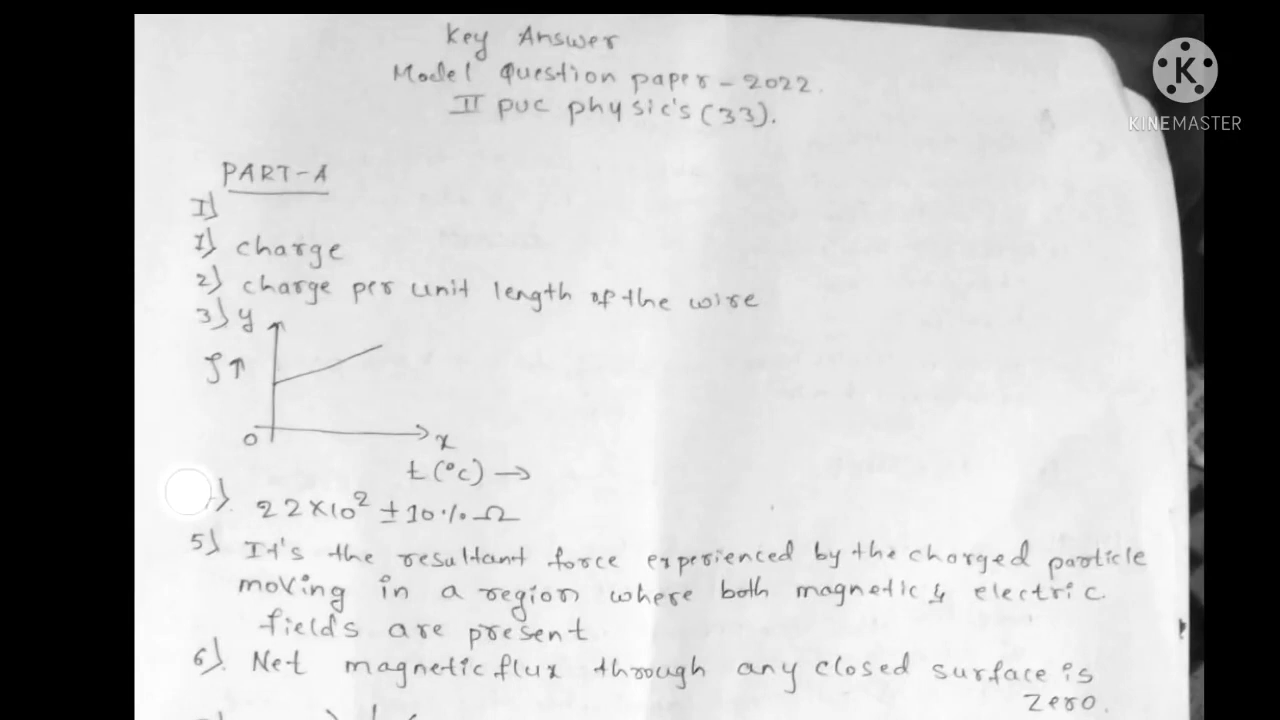 Key Answer
Model Question paper - 2022.
II PUC physic's (33).
K
KINEMASTER
PART-A
I)
1) charge
2) charge per unit length of the wire
3) y
ρ↑
0
x
t(°c) →
22×10² ±10% Ω
5) It's the resultant force experienced by the charged particle
moving in a region where both magnetic & electric.
fields are present
6). Net magnetic flux through any closed surface is
zero.